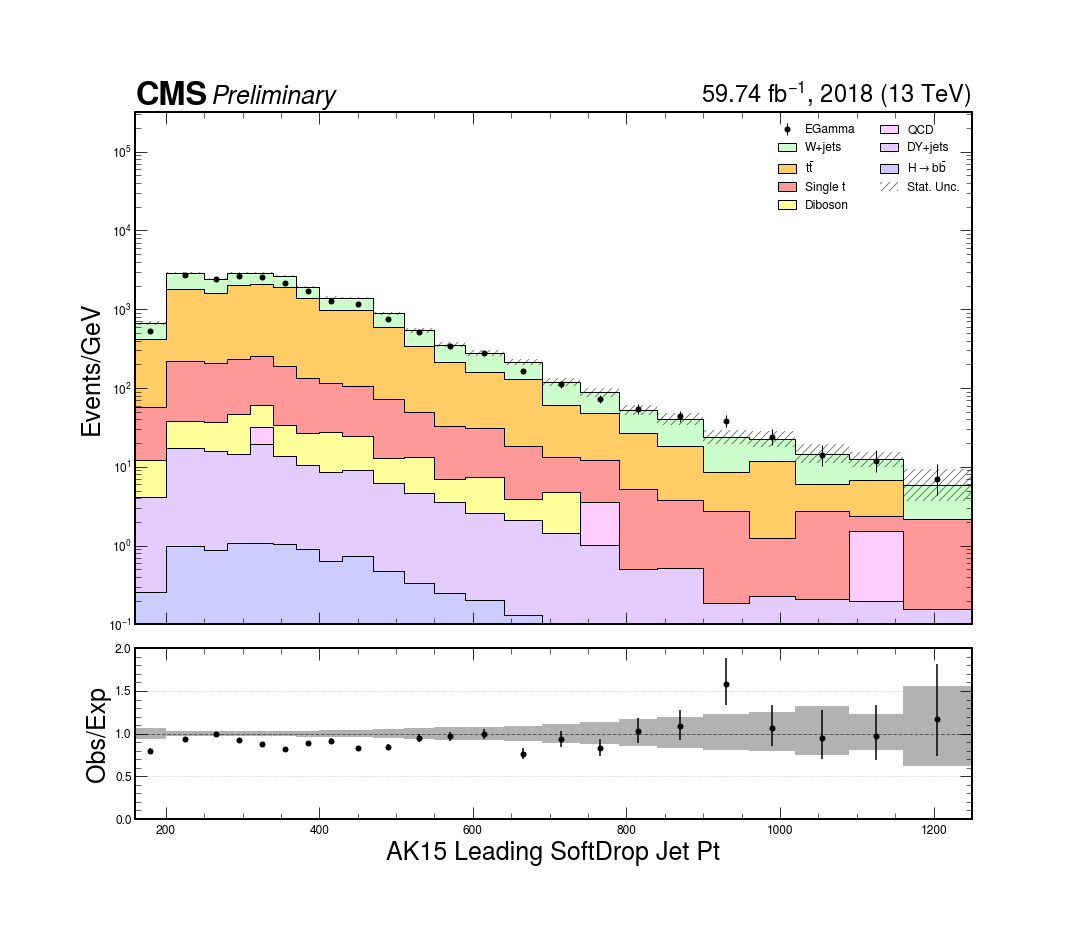 CMS Preliminary 59.74 fb⁻¹, 2018 (13 TeV)
EGamma QCD
W+jets DY+jets
tt̄ H→bb̄
Single t Stat. Unc.
Diboson
10⁵
10⁴
10³
10²
10¹
10⁰
10⁻¹
Events/GeV
2.0
1.5
1.0
0.5
0.0
Obs/Exp
200 400 600 800 1000 1200
AK15 Leading SoftDrop Jet Pt